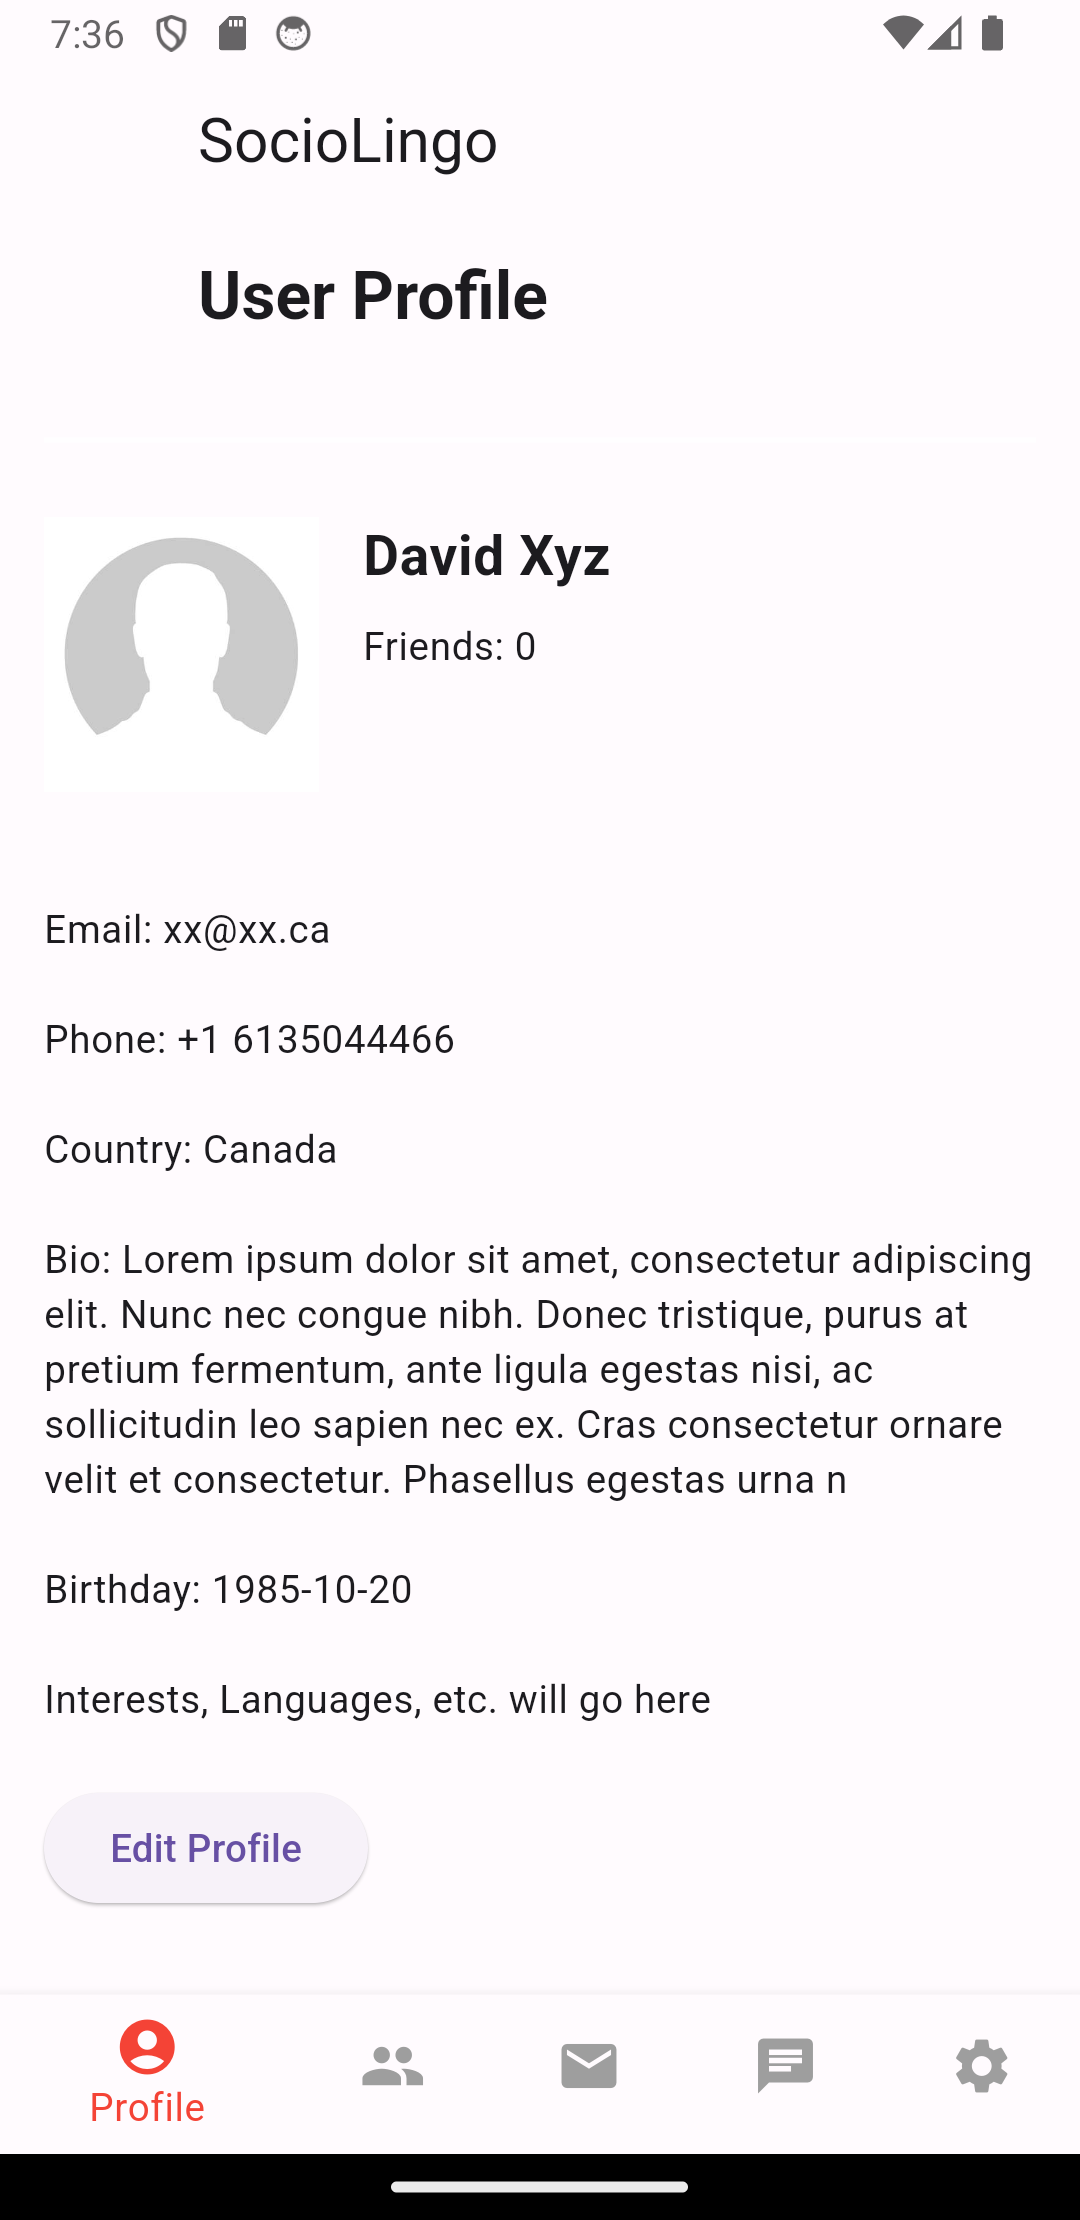 7:36
SocioLingo
User Profile
David Xyz
Friends: 0
Email: xx@xx.ca
Phone: +1 6135044466
Country: Canada
Bio: Lorem ipsum dolor sit amet, consectetur adipiscing
elit. Nunc nec congue nibh. Donec tristique, purus at
pretium fermentum, ante ligula egestas nisi, ac
sollicitudin leo sapien nec ex. Cras consectetur ornare
velit et consectetur. Phasellus egestas urna n
Birthday: 1985-10-20
Interests, Languages, etc. will go here
Edit Profile
Profile